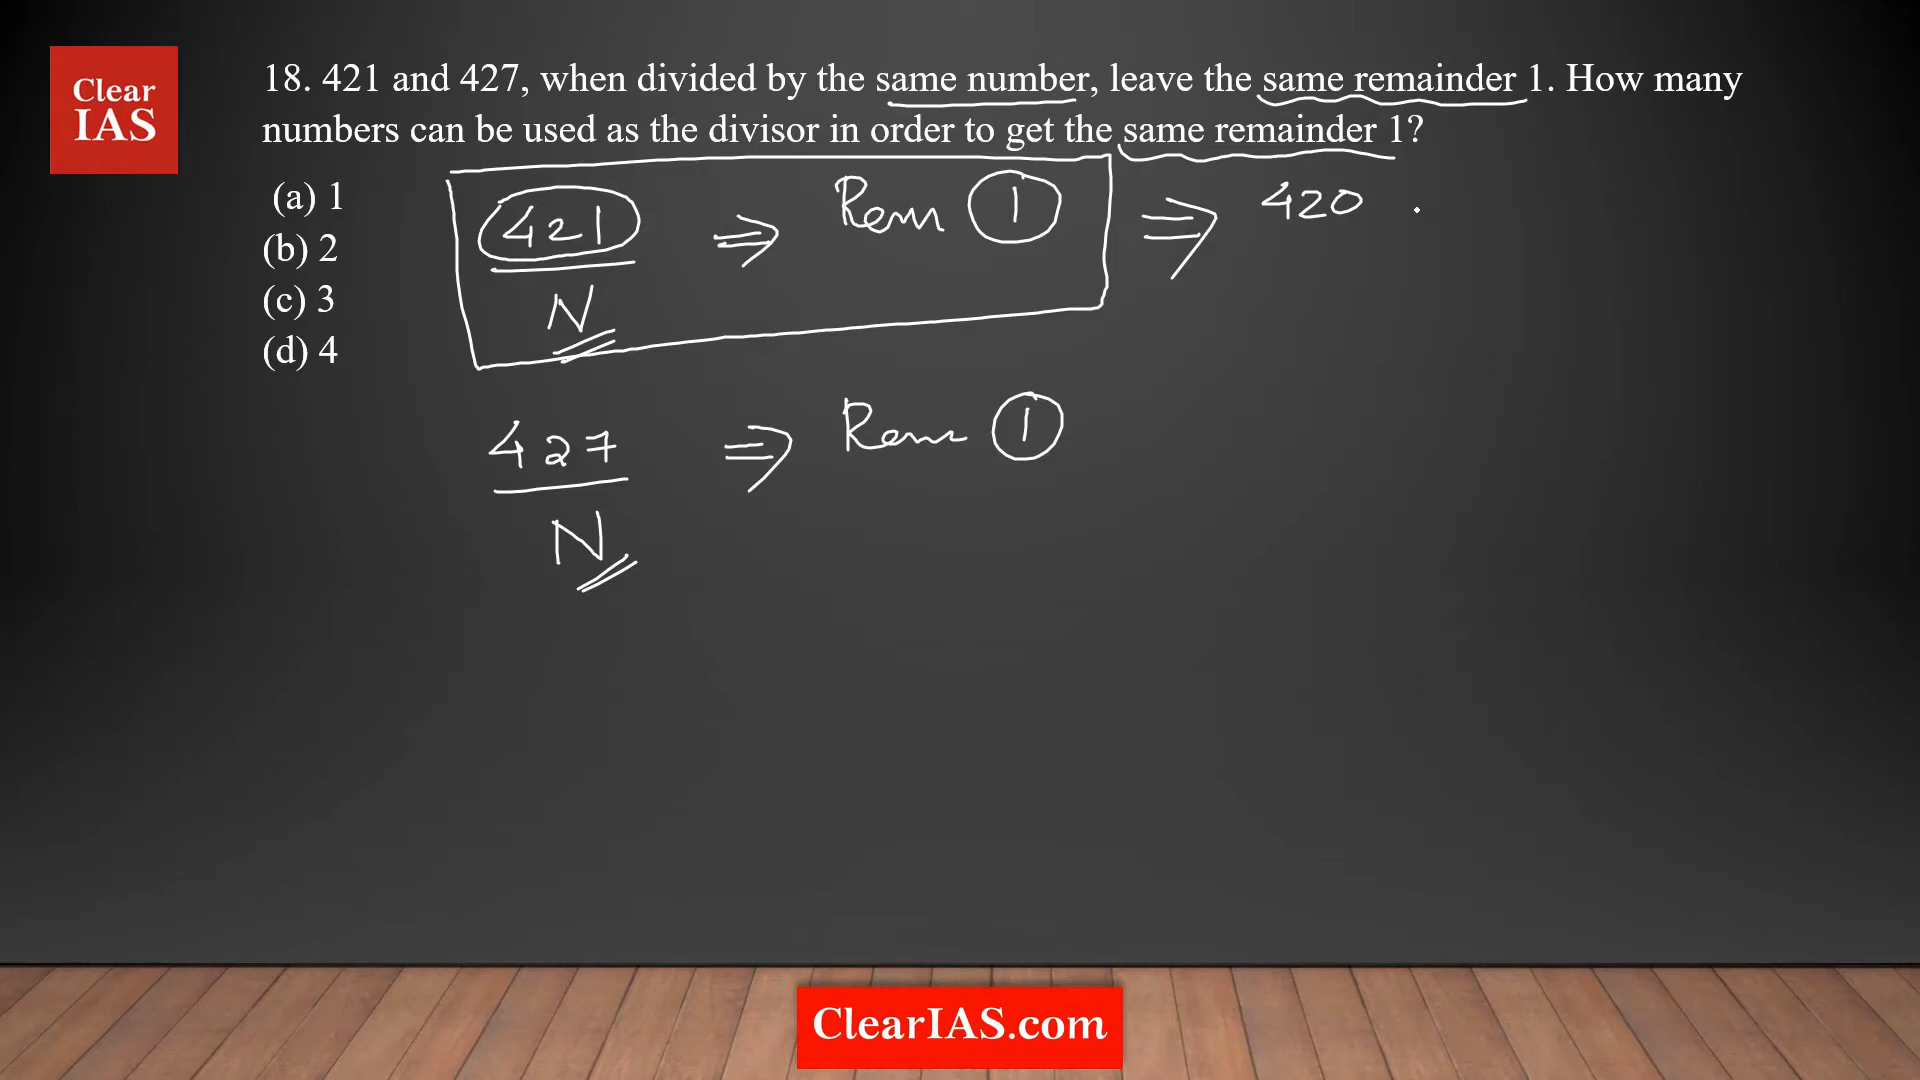 Clear
IAS
18. 421 and 427, when divided by the same number, leave the same remainder 1. How many
numbers can be used as the divisor in order to get the same remainder 1?
(a) 1
(b) 2
(c) 3
(d) 4
421 ⇒ Rem 1 ⇒ 420 .
N
427 ⇒ Rem 1
N
ClearIAS.com